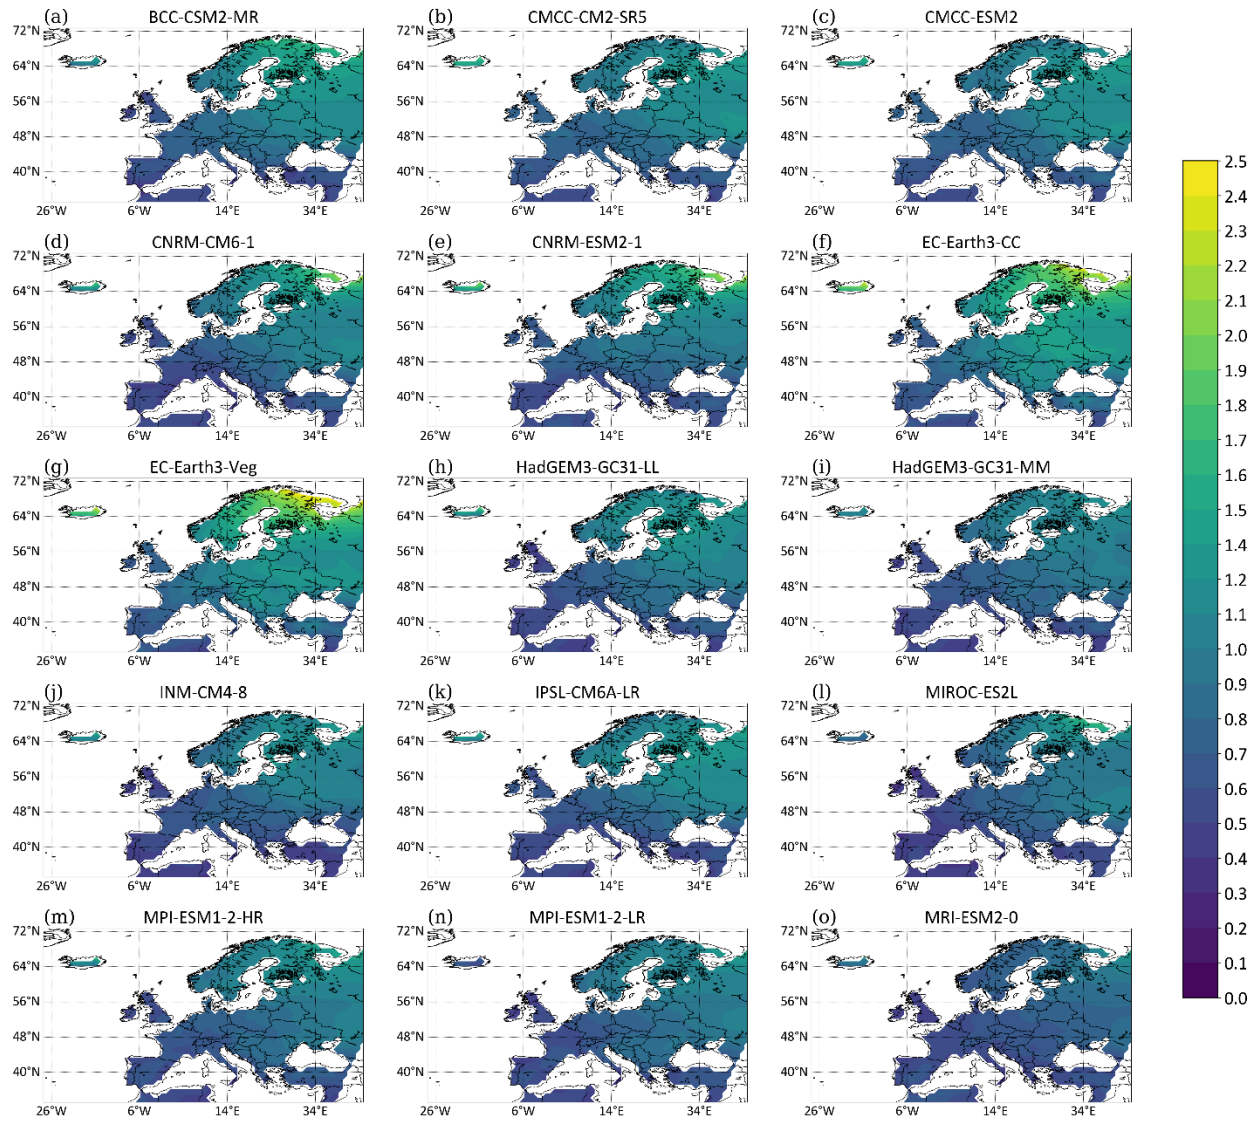 (a) BCC-CSM2-MR (b) CMCC-CM2-SR5 (c) CMCC-ESM2
72°N 72°N 72°N
64°N 64°N 64°N
56°N 56°N 56°N
48°N 48°N 48°N
40°N 40°N 40°N
26°W 6°W 14°E 34°E 26°W 6°W 14°E 34°E 26°W 6°W 14°E 34°E
(d) CNRM-CM6-1 (e) CNRM-ESM2-1 (f) EC-Earth3-CC
72°N 72°N 72°N
64°N 64°N 64°N
56°N 56°N 56°N
48°N 48°N 48°N
40°N 40°N 40°N
26°W 6°W 14°E 34°E 26°W 6°W 14°E 34°E 26°W 6°W 14°E 34°E
(g) EC-Earth3-Veg (h) HadGEM3-GC31-LL (i) HadGEM3-GC31-MM
72°N 72°N 72°N
64°N 64°N 64°N
56°N 56°N 56°N
48°N 48°N 48°N
40°N 40°N 40°N
26°W 6°W 14°E 34°E 26°W 6°W 14°E 34°E 26°W 6°W 14°E 34°E
(j) INM-CM4-8 (k) IPSL-CM6A-LR (l) MIROC-ES2L
72°N 72°N 72°N
64°N 64°N 64°N
56°N 56°N 56°N
48°N 48°N 48°N
40°N 40°N 40°N
26°W 6°W 14°E 34°E 26°W 6°W 14°E 34°E 26°W 6°W 14°E 34°E
(m) MPI-ESM1-2-HR (n) MPI-ESM1-2-LR (o) MRI-ESM2-0
72°N 72°N 72°N
64°N 64°N 64°N
56°N 56°N 56°N
48°N 48°N 48°N
40°N 40°N 40°N
26°W 6°W 14°E 34°E 26°W 6°W 14°E 34°E 26°W 6°W 14°E 34°E
2.5
2.4
2.3
2.2
2.1
2.0
1.9
1.8
1.7
1.6
1.5
1.4
1.3
1.2
1.1
1.0
0.9
0.8
0.7
0.6
0.5
0.4
0.3
0.2
0.1
0.0